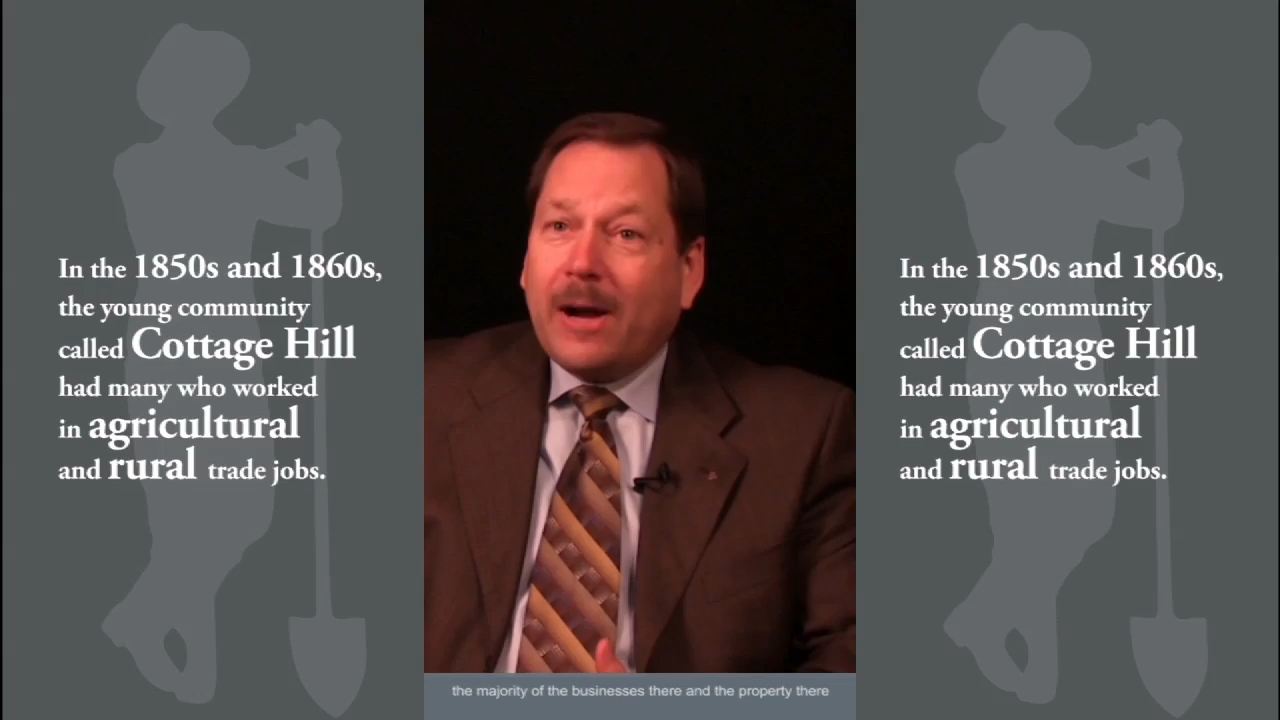 In the 1850s and 1860s,
the young community
called Cottage Hill
had many who worked
in agricultural
and rural trade jobs.
In the 1850s and 1860s,
the young community
called Cottage Hill
had many who worked
in agricultural
and rural trade jobs.
the majority of the businesses there and the property there